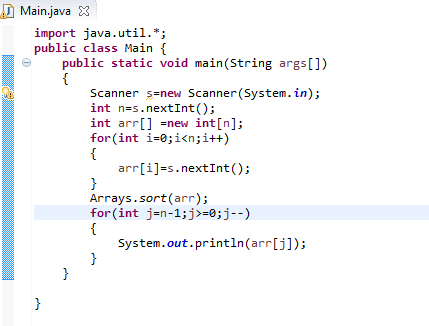 Main.java
import java.util.*;
public class Main {
    public static void main(String args[])
    {
        Scanner s=new Scanner(System.in);
        int n=s.nextInt();
        int arr[] =new int[n];
        for(int i=0;i<n;i++)
        {
            arr[i]=s.nextInt();
        }
        Arrays.sort(arr);
        for(int j=n-1;j>=0;j--)
        {
            System.out.println(arr[j]);
        }
    }
}